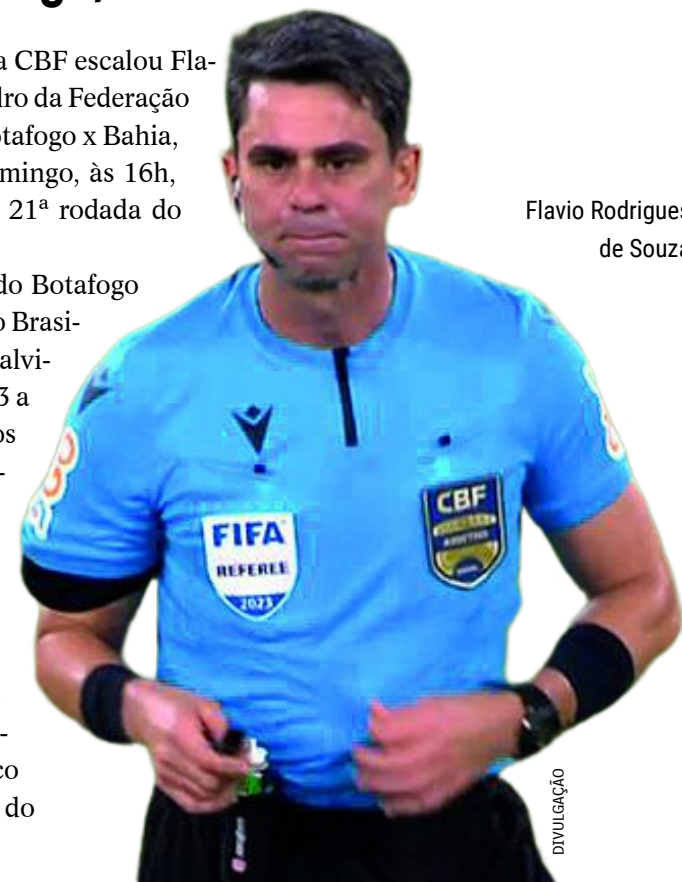 a CBF escalou Fla-
dro da Federação
otafogo x Bahia,
mingo, às 16h,
21ª rodada do
do Botafogo
o Brasi-
alvi-
3 a
os
-
-
co
do
Flavio Rodrigues
de Souza
FIFA
REFEREE
2023
CBF
DIVULGAÇÃO